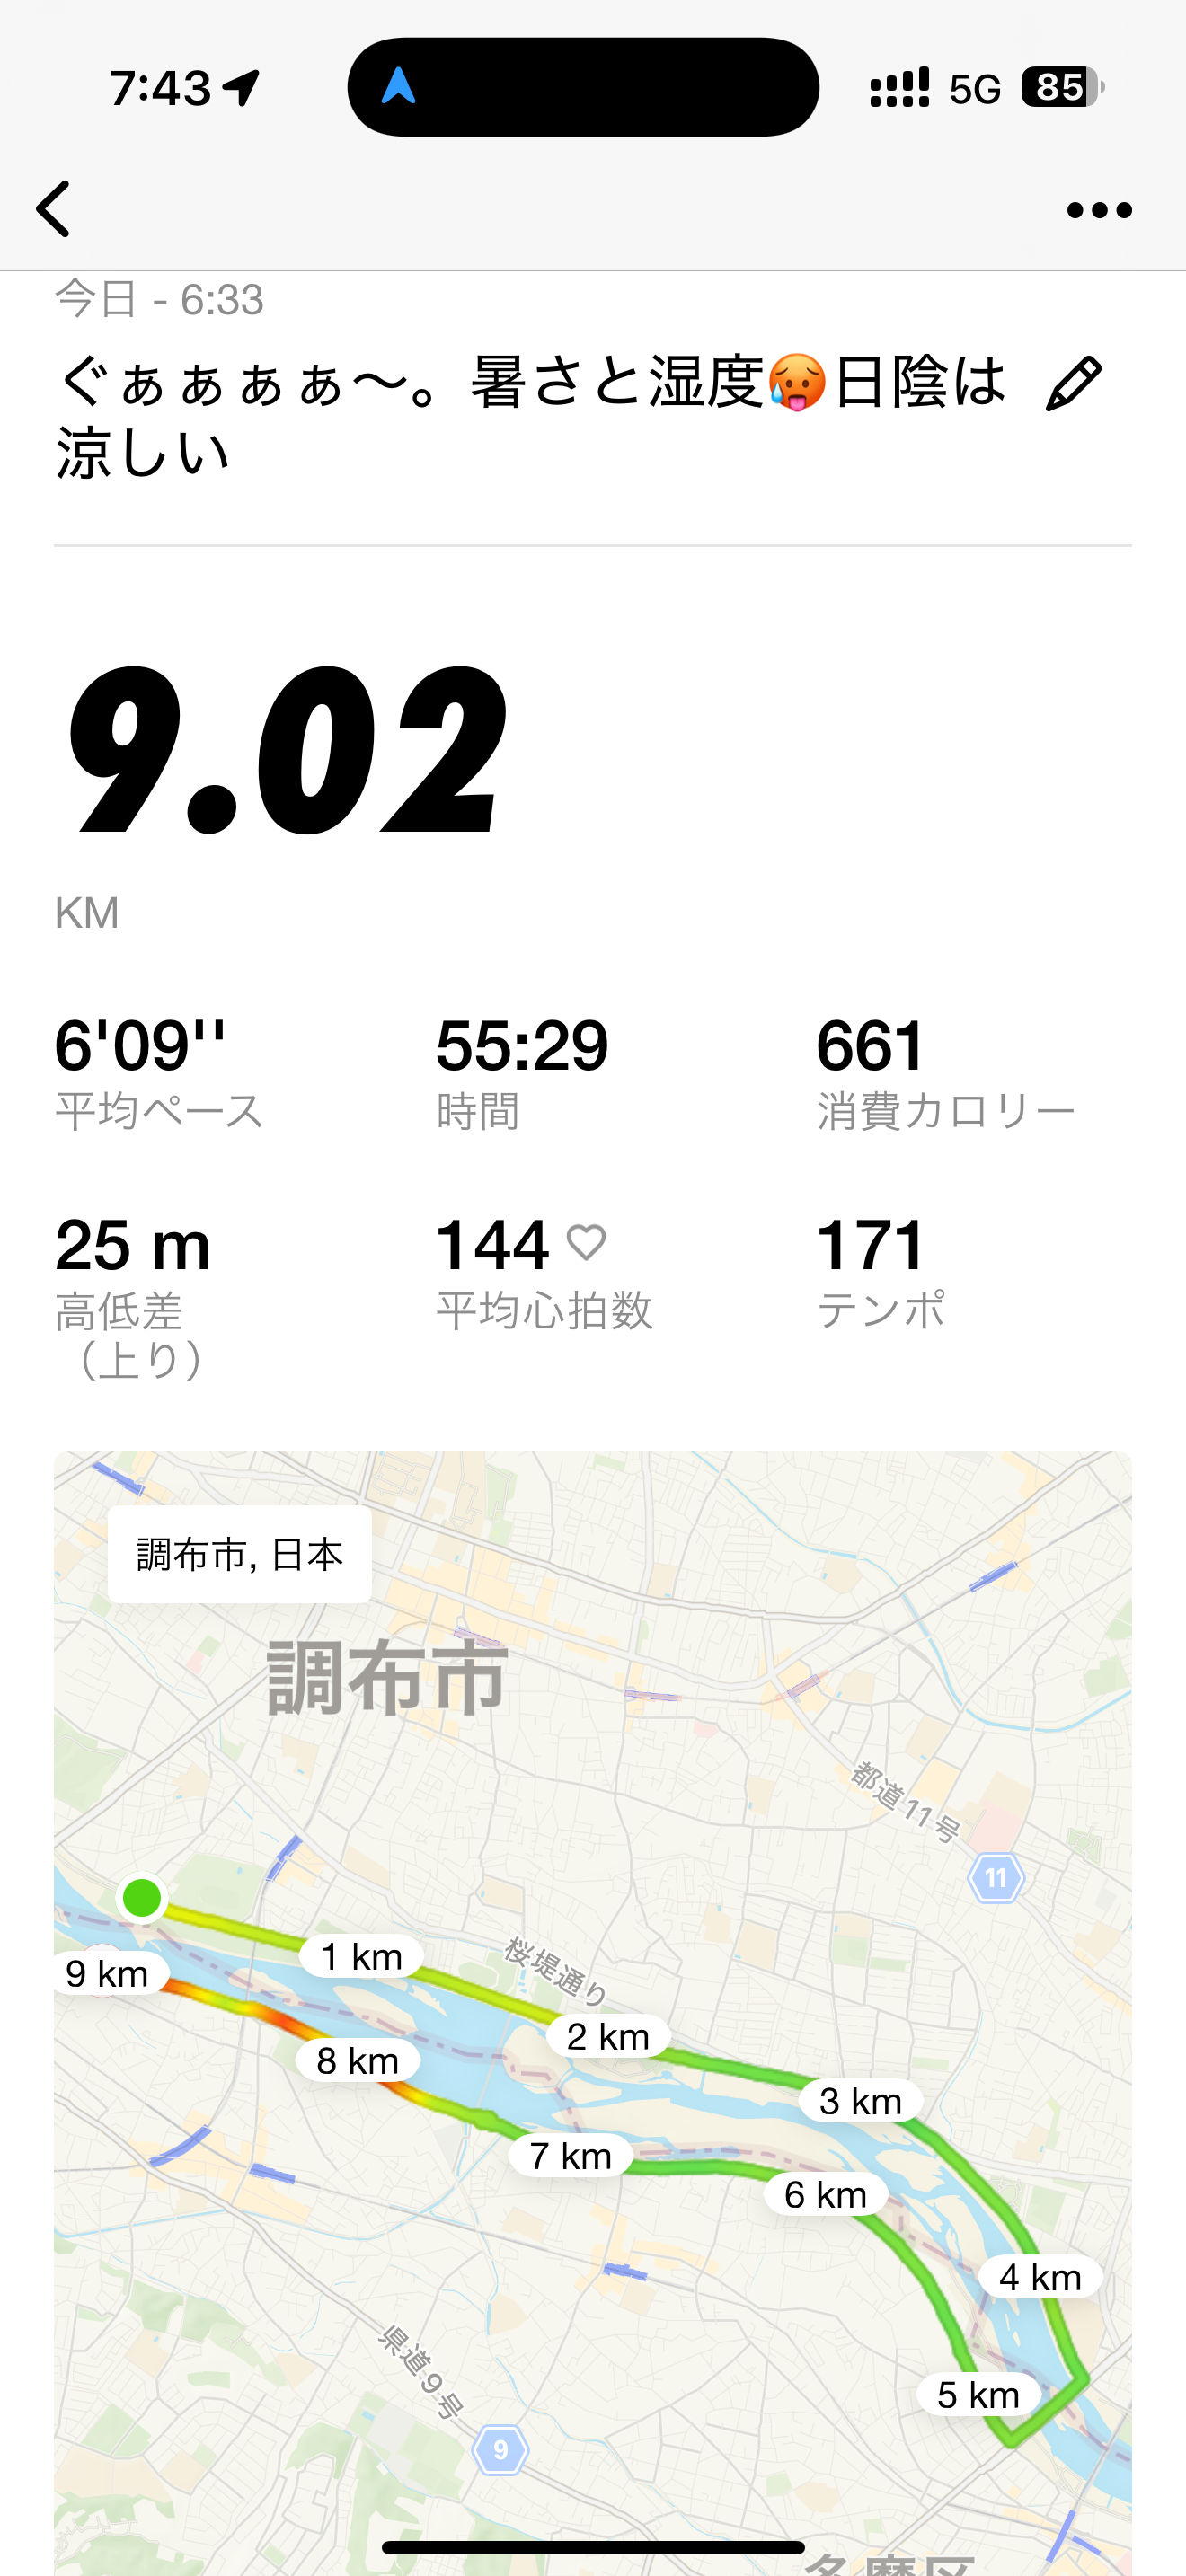 7:43
5G
85
今日 - 6:33
ぐぁぁぁぁ〜。暑さと湿度🥵日陰は
涼しい
9.02
KM
6'09''
55:29
661
平均ペース
時間
消費カロリー
25 m
144
171
高低差
（上り）
平均心拍数
テンポ
調布市, 日本
調布市
都道11号
11
桜堤通り
1 km
9 km
2 km
8 km
3 km
7 km
6 km
4 km
県道9号
5 km
9
多摩区